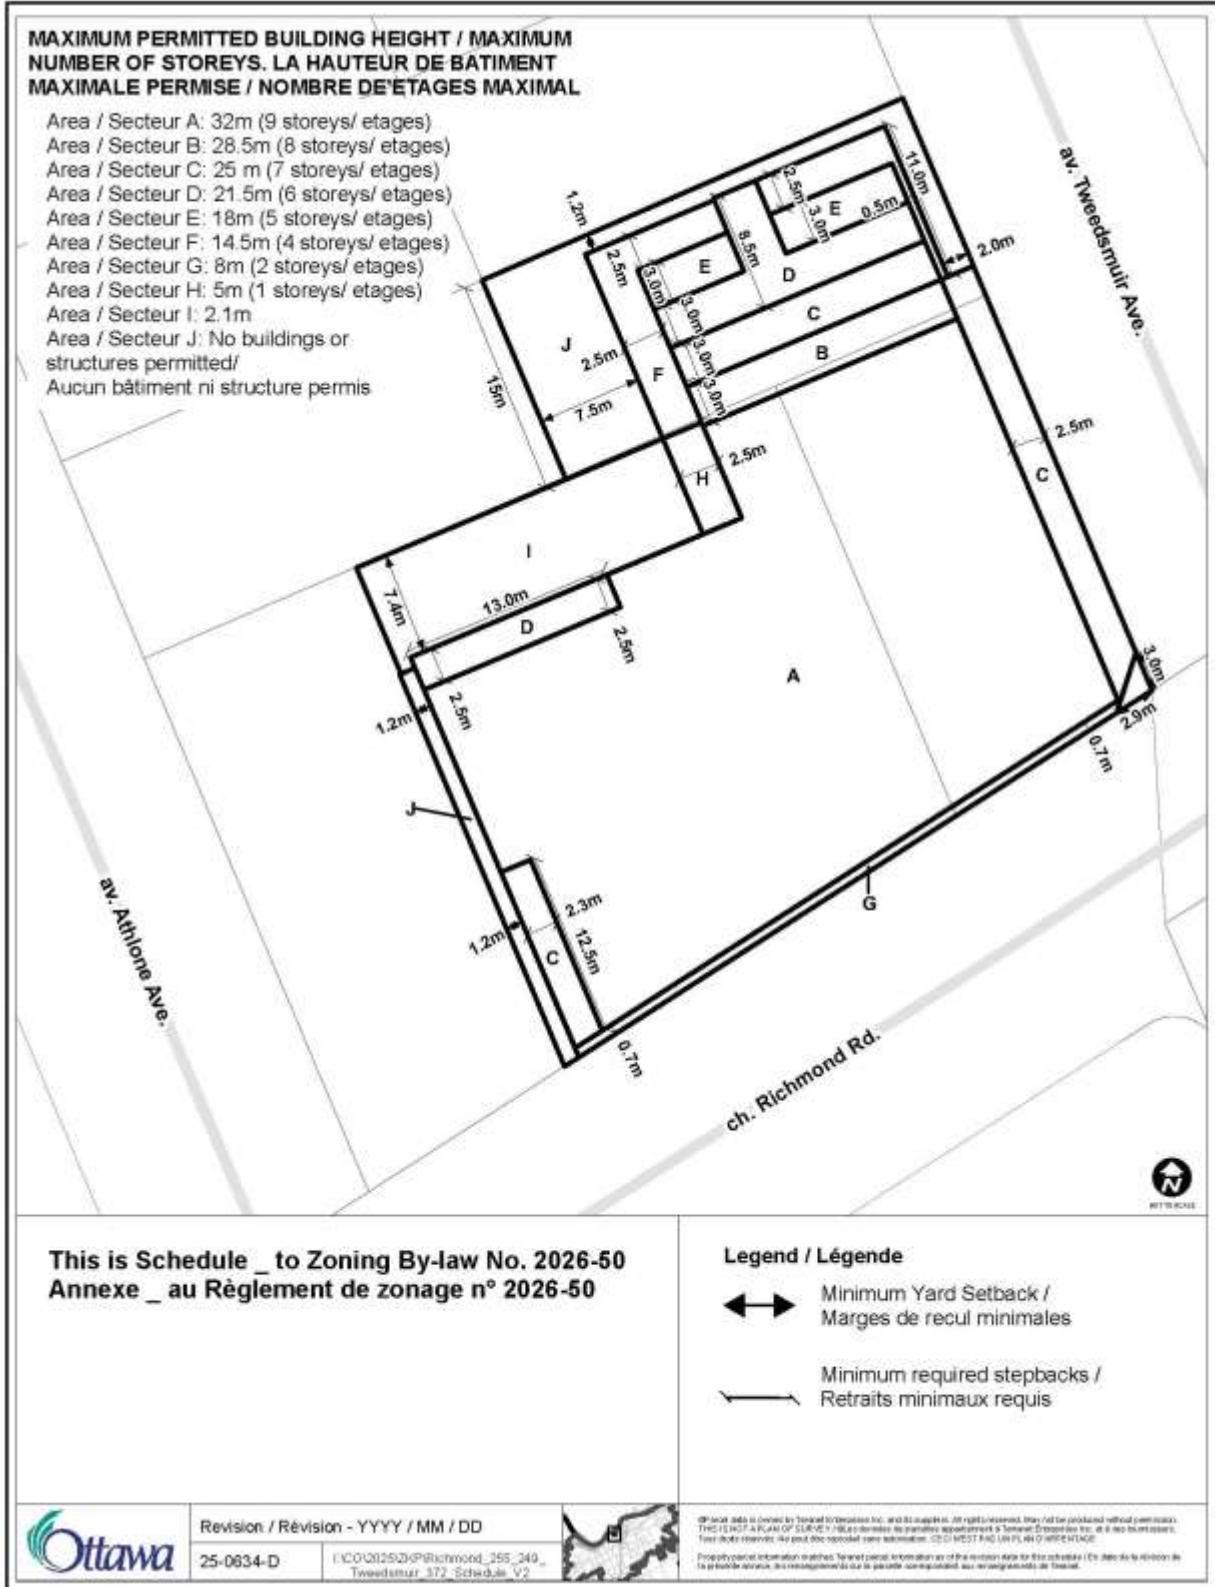 MAXIMUM PERMITTED BUILDING HEIGHT / MAXIMUM
NUMBER OF STOREYS. LA HAUTEUR DE BATIMENT
MAXIMALE PERMISE / NOMBRE DE'ETAGES MAXIMAL
Area / Secteur A: 32m (9 storeys/ etages)
Area / Secteur B: 28.5m (8 storeys/ etages)
Area / Secteur C: 25 m (7 storeys/ etages)
Area / Secteur D: 21.5m (6 storeys/ etages)
Area / Secteur E: 18m (5 storeys/ etages)
Area / Secteur F: 14.5m (4 storeys/ etages)
Area / Secteur G: 8m (2 storeys/ etages)
Area / Secteur H: 5m (1 storeys/ etages)
Area / Secteur I: 2.1m
Area / Secteur J: No buildings or
structures permitted/
Aucun bâtiment ni structure permis
av. Tweedsmuir Ave.
11.0m
2.5m
E
0.5m
3.0m
1.2m
2.0m
2.5m
8.5m
E
D
3.0m
3.0m
C
J
2.5m
3.0m
B
F
3.0m
15m
7.5m
2.5m
2.5m
H
C
I
7.4m
13.0m
D
2.5m
3.0m
A
2.5m
1.2m
2.9m
0.7m
J
G
2.3m
1.2m
12.5m
C
0.7m
av. Athlone Ave.
ch. Richmond Rd.
N
NOT TO SCALE
This is Schedule _ to Zoning By-law No. 2026-50
Annexe _ au Règlement de zonage n° 2026-50
Legend / Légende
Minimum Yard Setback /
Marges de recul minimales
Minimum required stepbacks /
Retraits minimaux requis
Ottawa
Revision / Révision - YYYY / MM / DD
25-0634-D
I:\CO\2025\ZKP\Richmond_255_249_
Tweedsmuir_372_Schedule_V2